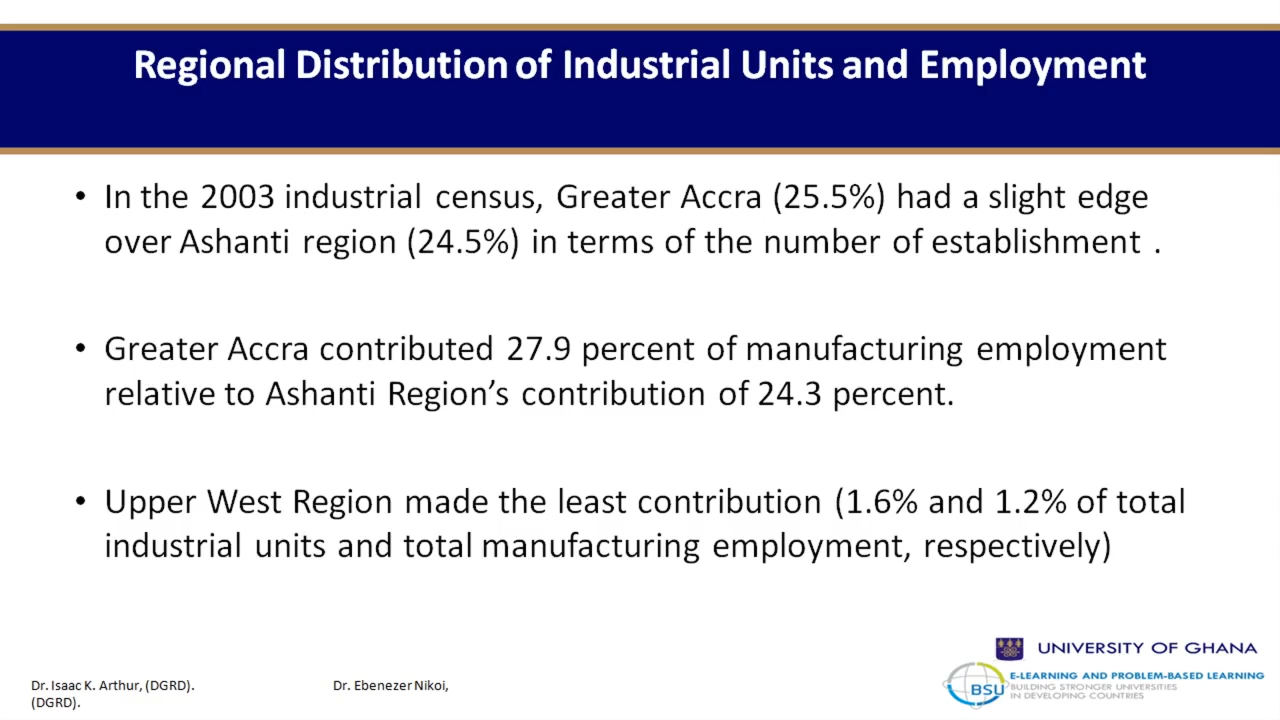 Regional Distribution of Industrial Units and Employment
• In the 2003 industrial census, Greater Accra (25.5%) had a slight edge
over Ashanti region (24.5%) in terms of the number of establishment .
• Greater Accra contributed 27.9 percent of manufacturing employment
relative to Ashanti Region’s contribution of 24.3 percent.
• Upper West Region made the least contribution (1.6% and 1.2% of total
industrial units and total manufacturing employment, respectively)
UNIVERSITY OF GHANA
BSU
E-LEARNING AND PROBLEM-BASED LEARNING
BUILDING STRONGER UNIVERSITIES
IN DEVELOPING COUNTRIES
Dr. Isaac K. Arthur, (DGRD). Dr. Ebenezer Nikoi,
(DGRD).